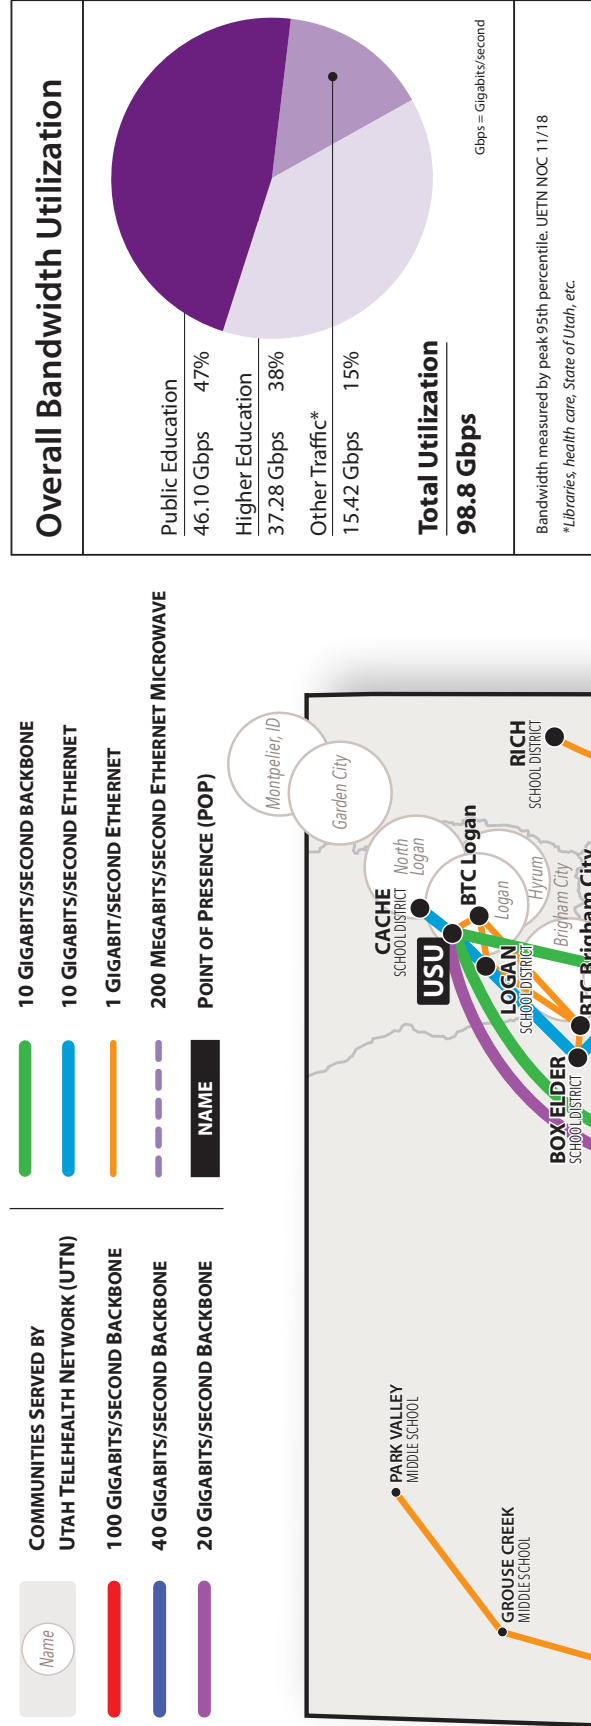 COMMUNITIES SERVED BY
UTAH TELEHEALTH NETWORK (UTN)
Name
100 GIGABITS/SECOND BACKBONE
40 GIGABITS/SECOND BACKBONE
20 GIGABITS/SECOND BACKBONE
10 GIGABITS/SECOND BACKBONE
10 GIGABITS/SECOND ETHERNET
1 GIGABIT/SECOND ETHERNET
200 MEGABITS/SECOND ETHERNET MICROWAVE
NAME
POINT OF PRESENCE (POP)
Overall Bandwidth Utilization
Public Education
46.10 Gbps 47%
Higher Education
37.28 Gbps 38%
Other Traffic*
15.42 Gbps 15%
Total Utilization
98.8 Gbps
Gbps = Gigabits/second
Bandwidth measured by peak 95th percentile. UETN NOC 11/18
*Libraries, health care, State of Utah, etc.
Montpelier, ID
Garden City
North
Logan
CACHE
SCHOOL DISTRICT
PARK VALLEY
MIDDLE SCHOOL
USU
BTC Logan
Logan
LOGAN
SCHOOL DISTRICT
Hyrum
RICH
SCHOOL DISTRICT
GROUSE CREEK
MIDDLE SCHOOL
Brigham City
BOX ELDER
SCHOOL DISTRICT
BTC Brigham City